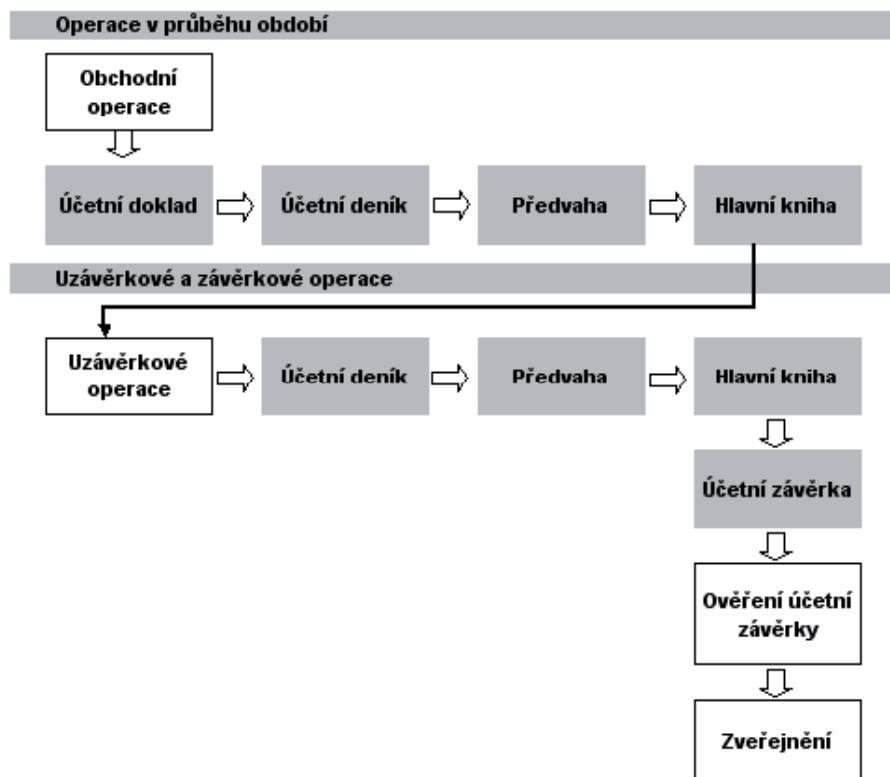 Operace v průběhu období
Obchodní
operace
Účetní doklad
Účetní deník
Předvaha
Hlavní kniha
Uzávěrkové a závěrkové operace
Uzávěrkové
operace
Účetní deník
Předvaha
Hlavní kniha
Účetní závěrka
Ověření účetní
závěrky
Zveřejnění